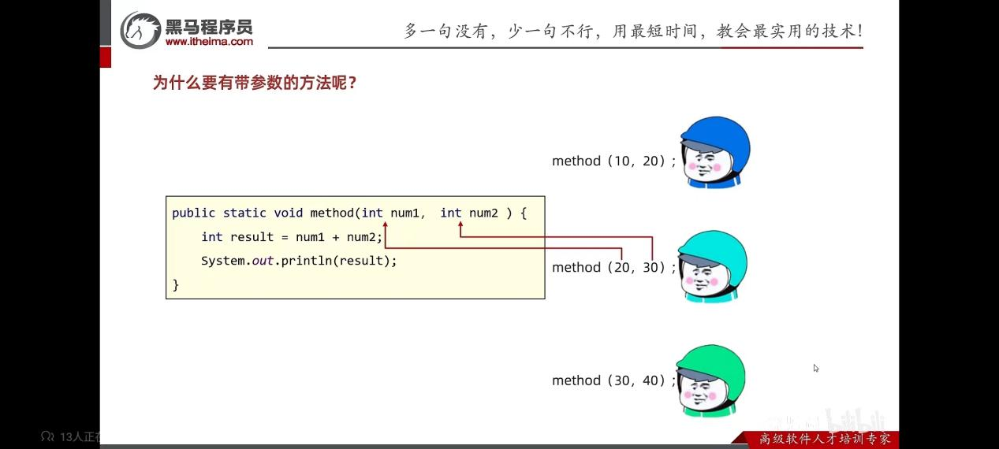 黑马程序员
www.itheima.com
多一句没有，少一句不行，用最短时间，教会最实用的技术！
为什么要有带参数的方法呢？
method（10，20）;
public static void method(int num1, int num2 ) {
int result = num1 + num2;
System.out.println(result);
}
method（20，30）;
method（30，40）;
13人正在
bilibili
高级软件人才培训专家